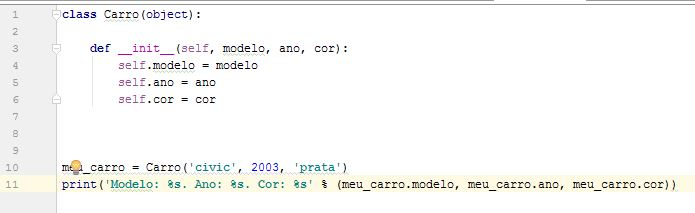 1 class Carro(object):
2
3 def __init__(self, modelo, ano, cor):
4 self.modelo = modelo
5 self.ano = ano
6 self.cor = cor
7
8
9
10 meu_carro = Carro('civic', 2003, 'prata')
11 print('Modelo: %s. Ano: %s. Cor: %s' % (meu_carro.modelo, meu_carro.ano, meu_carro.cor))